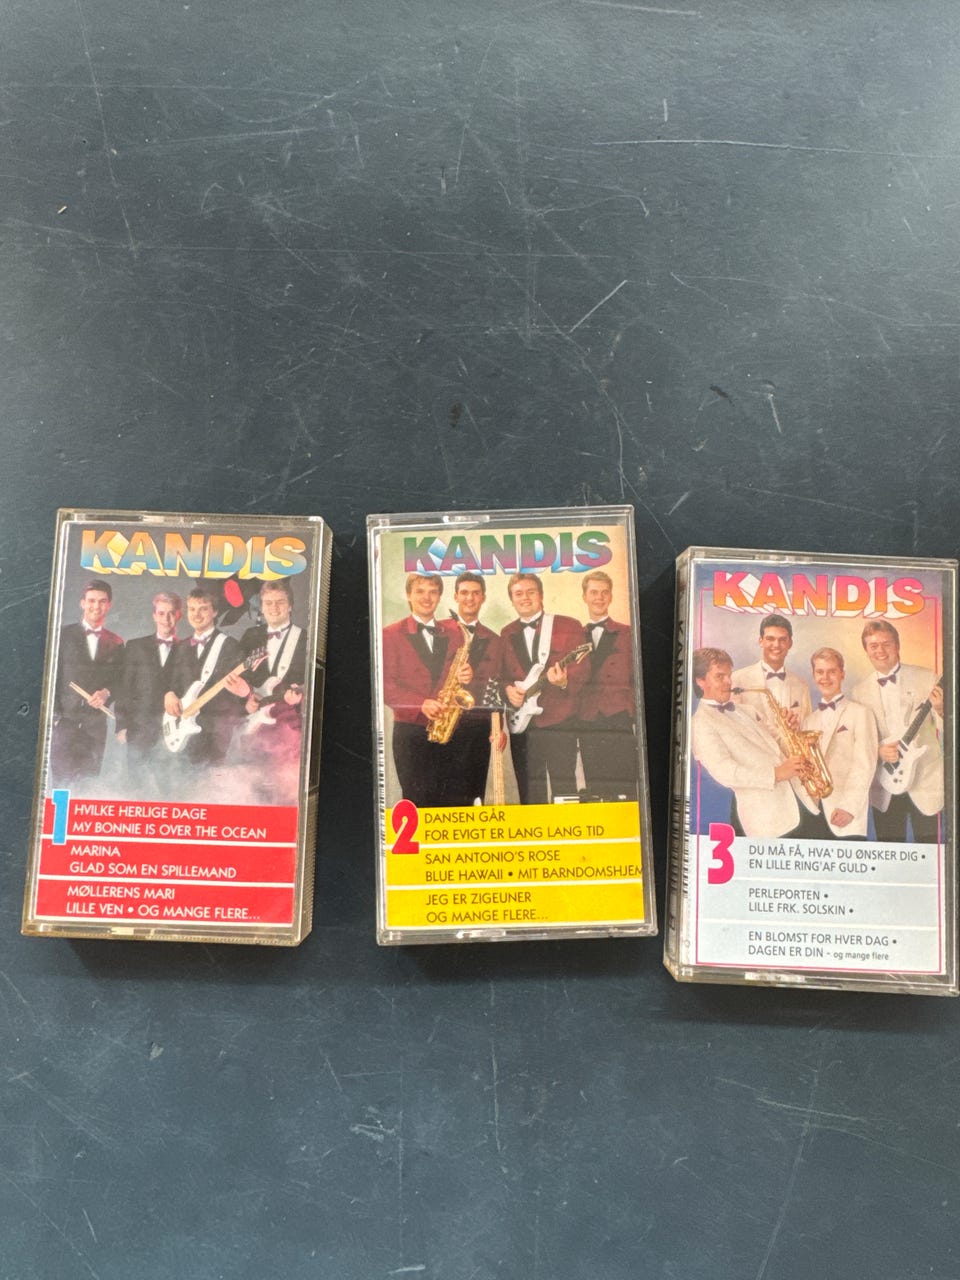 KANDIS
1
HVILKE HERLIGE DAGE
MY BONNIE IS OVER THE OCEAN
MARINA
GLAD SOM EN SPILLEMAND
MØLLERENS MARI
LILLE VEN • OG MANGE FLERE...
KANDIS
2
DANSEN GÅR
FOR EVIGT ER LANG LANG TID
SAN ANTONIO'S ROSE
BLUE HAWAII • MIT BARNDOMSHJEM
JEG ER ZIGEUNER
OG MANGE FLERE...
KANDIS
KANDIS
3
DU MÅ FÅ, HVA' DU ØNSKER DIG •
EN LILLE RING'AF GULD •
PERLEPORTEN •
LILLE FRK. SOLSKIN •
EN BLOMST FOR HVER DAG •
DAGEN ER DIN - og mange flere